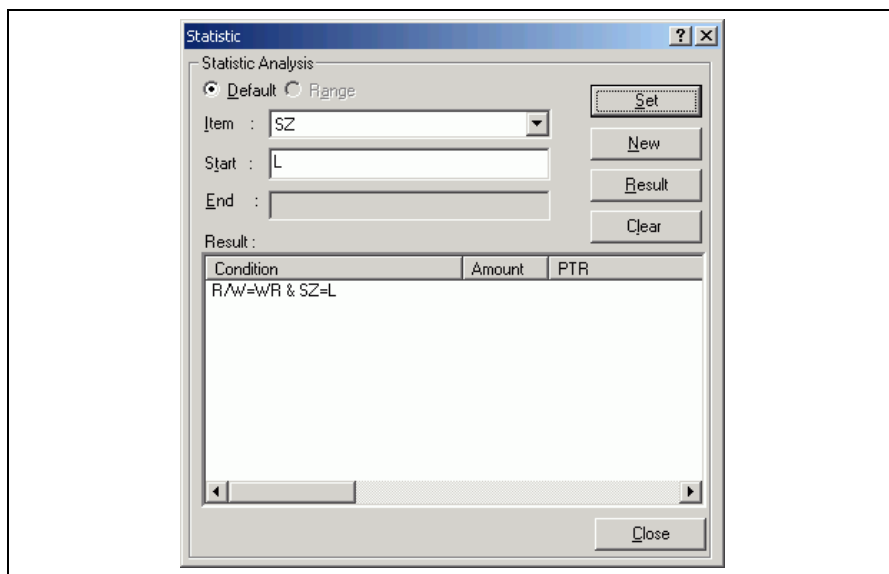 Statistic
Statistic Analysis
Default Range
Set
Item : SZ
New
Start : L
Result
End :
Clear
Result :
Condition Amount PTR
R/W=WR & SZ=L
Close